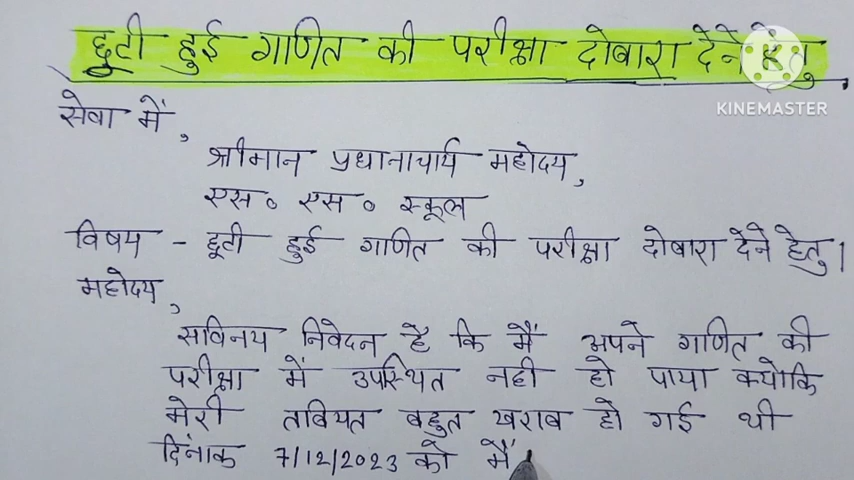 छूटी हुई गणित की परीक्षा दोबारा देने हेतु
KINEMASTER
सेवा में,
श्रीमान प्रधानाचार्य महोदय,
एस० एस० स्कूल
विषय - छूटी हुई गणित की परीक्षा दोबारा देने हेतु।
महोदय,
सविनय निवेदन है कि मैं अपने गणित की
परीक्षा में उपस्थित नही हो पाया क्योकि
मेरी तबियत बहुत खराब हो गई थी
दिंनाक 7/12/2023 को मैं